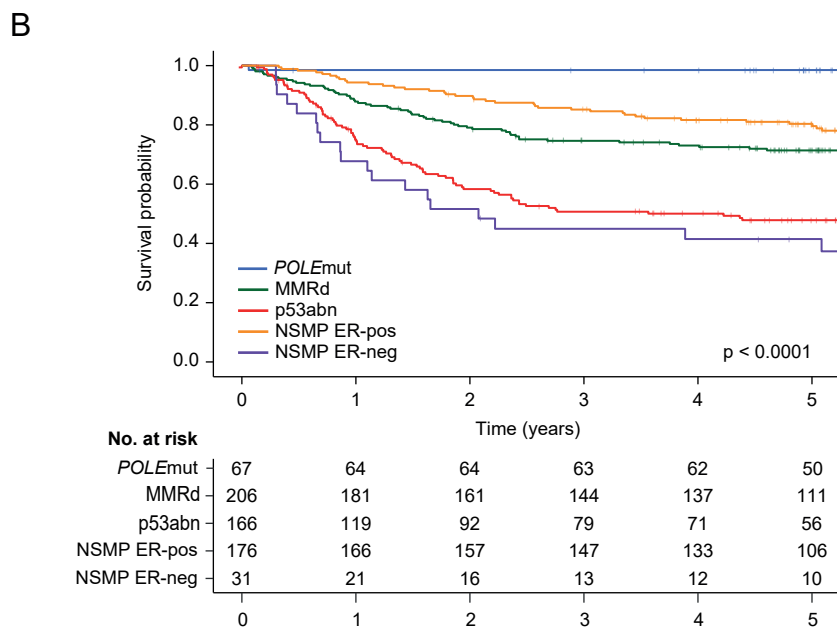 B
1.0
0.8
0.6
0.4
0.2
0.0
Survival probability
POLEmut
MMRd
p53abn
NSMP ER-pos
NSMP ER-neg
p < 0.0001
0 1 2 3 4 5
Time (years)
No. at risk
POLEmut 67 64 64 63 62 50
MMRd 206 181 161 144 137 111
p53abn 166 119 92 79 71 56
NSMP ER-pos 176 166 157 147 133 106
NSMP ER-neg 31 21 16 13 12 10
0 1 2 3 4 5